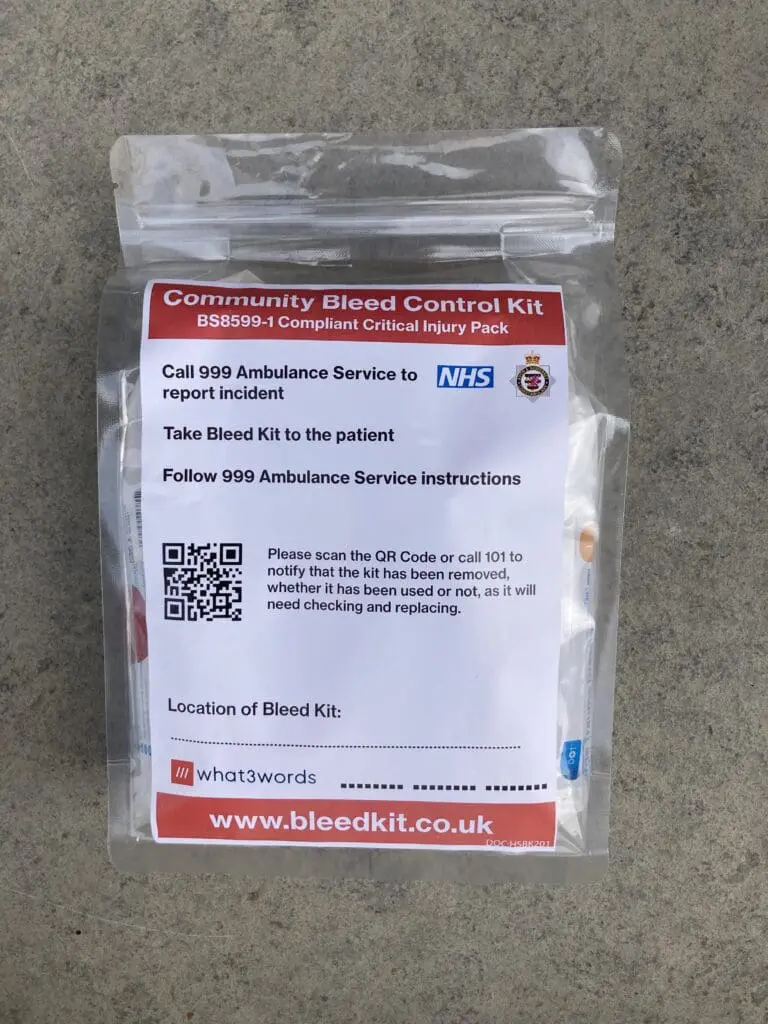 Community Bleed Control Kit
BS8599-1 Compliant Critical Injury Pack
Call 999 Ambulance Service to
report incident
NHS
Take Bleed Kit to the patient
Follow 999 Ambulance Service instructions
Please scan the QR Code or call 101 to
notify that the kit has been removed,
whether it has been used or not, as it will
need checking and replacing.
Location of Bleed Kit:
what3words
www.bleedkit.co.uk
DOC-HSBK201